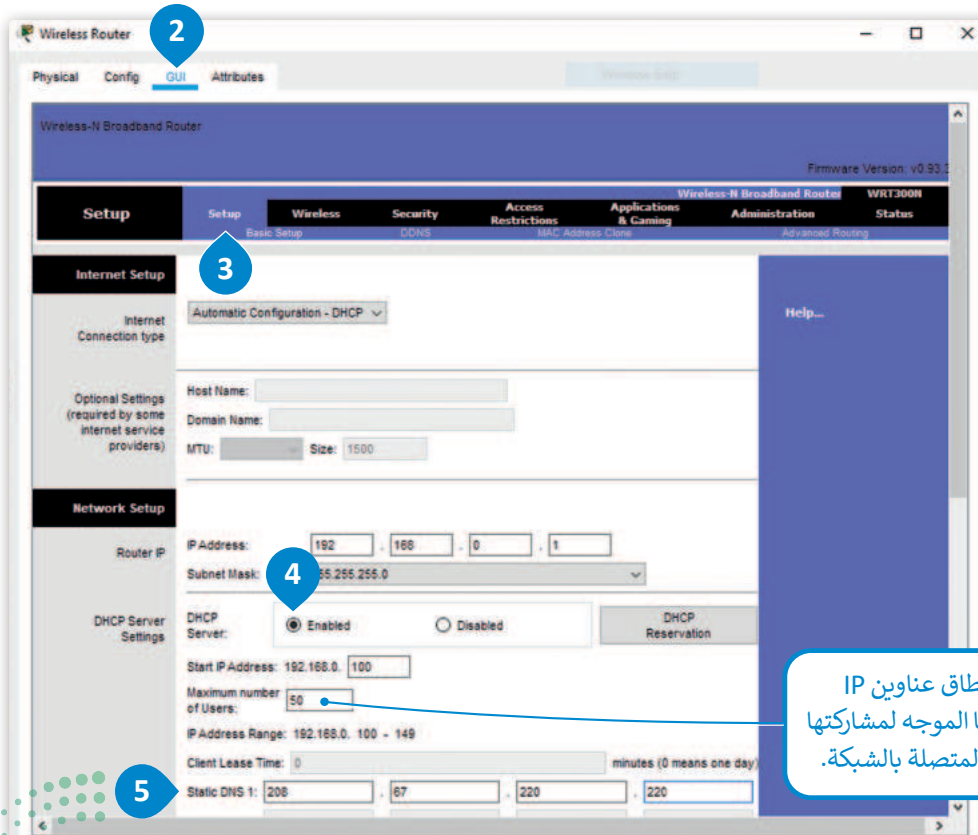 Wireless Router
2
Physical Config GUI Attributes
Wireless-N Broadband Router
Firmware Version: v0.93.3
Wireless-N Broadband Router WRT300N
Setup
Setup Wireless Security Access Restrictions Applications & Gaming Administration Status
Basic Setup DDNS MAC Address Clone Advanced Routing
3
Internet Setup
Internet Connection type
Automatic Configuration - DHCP
Help...
Optional Settings (required by some internet service providers)
Host Name:
Domain Name:
MTU: Size: 1500
Network Setup
Router IP
IP Address: 192 . 168 . 0 . 1
Subnet Mask: 4 55.255.255.0
DHCP Server Settings
DHCP Server: Enabled Disabled DHCP Reservation
Start IP Address: 192.168.0. 100
Maximum number of Users: 50
IP Address Range: 192.168.0. 100 - 149
Client Lease Time: 0 minutes (0 means one day)
5
Static DNS 1: 208 . 67 . 220 . 220
عناوين IP
الموجه لمشاركتها
المتصلة بالشبكة.